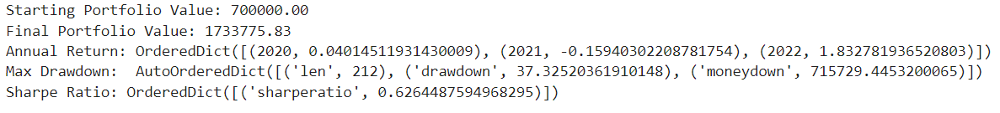 Starting Portfolio Value: 700000.00
Final Portfolio Value: 1733775.83
Annual Return: OrderedDict([(2020, 0.04014511931430009), (2021, -0.15940302208781754), (2022, 1.832781936520803)])
Max Drawdown:  AutoOrderedDict([('len', 212), ('drawdown', 37.32520361910148), ('moneydown', 715729.4453200065)])
Sharpe Ratio: OrderedDict([('sharperatio', 0.6264487594968295)])